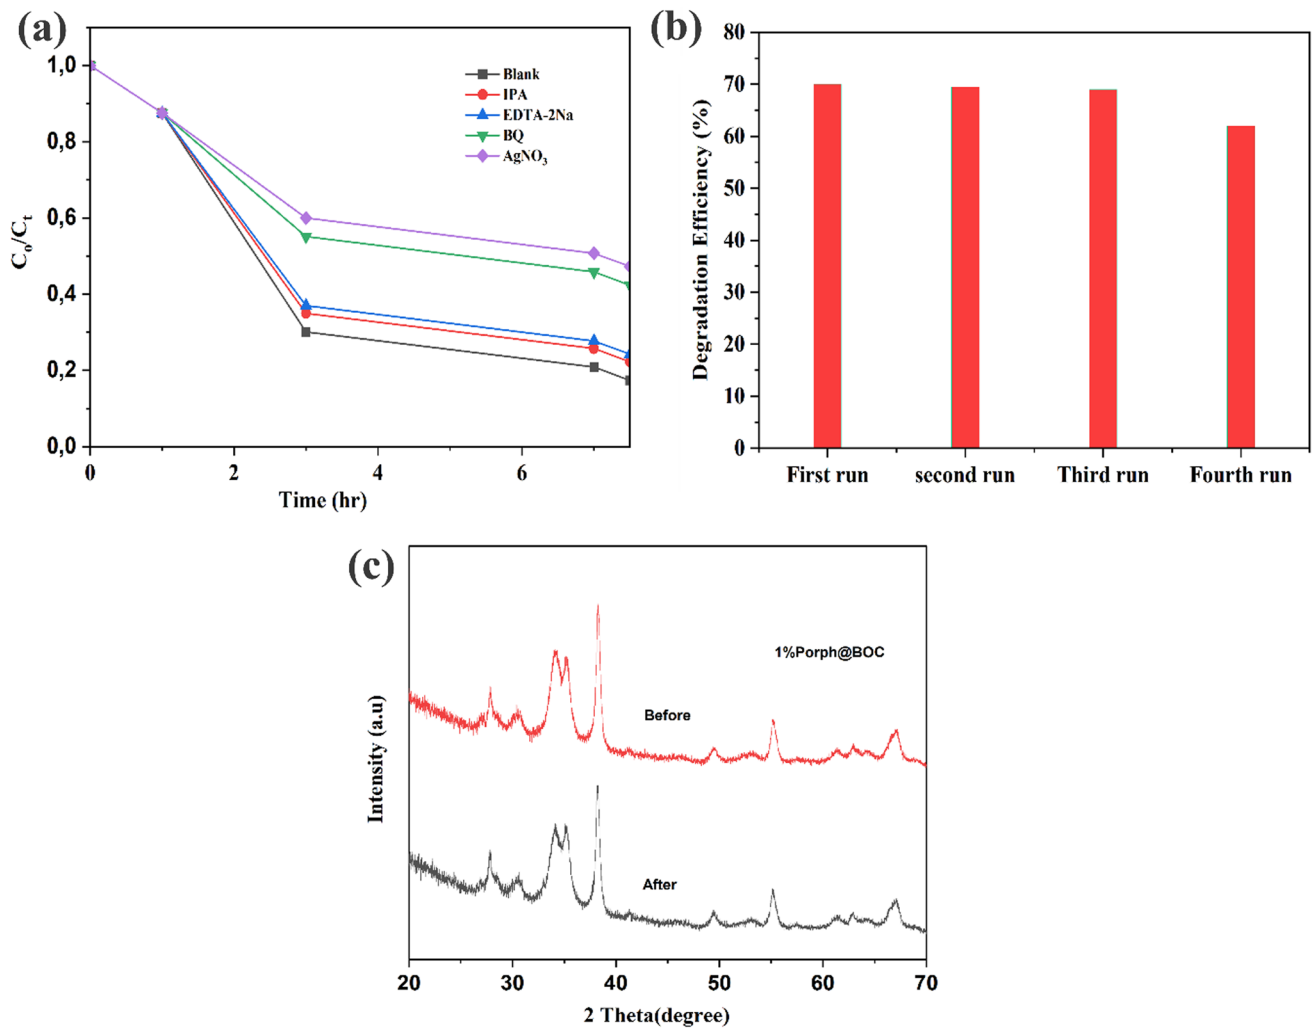 (a)
1,0
0,8
0,6
0,4
0,2
0,0
C₀/Cₜ
0 2 4 6
Time (hr)
Blank
IPA
EDTA-2Na
BQ
AgNO₃
(b)
80
70
60
50
40
30
20
10
0
Degradation Efficiency (%)
First run second run Third run Fourth run
(c)
1%Porph@BOC
Before
After
Intensity (a.u)
20 30 40 50 60 70
2 Theta(degree)